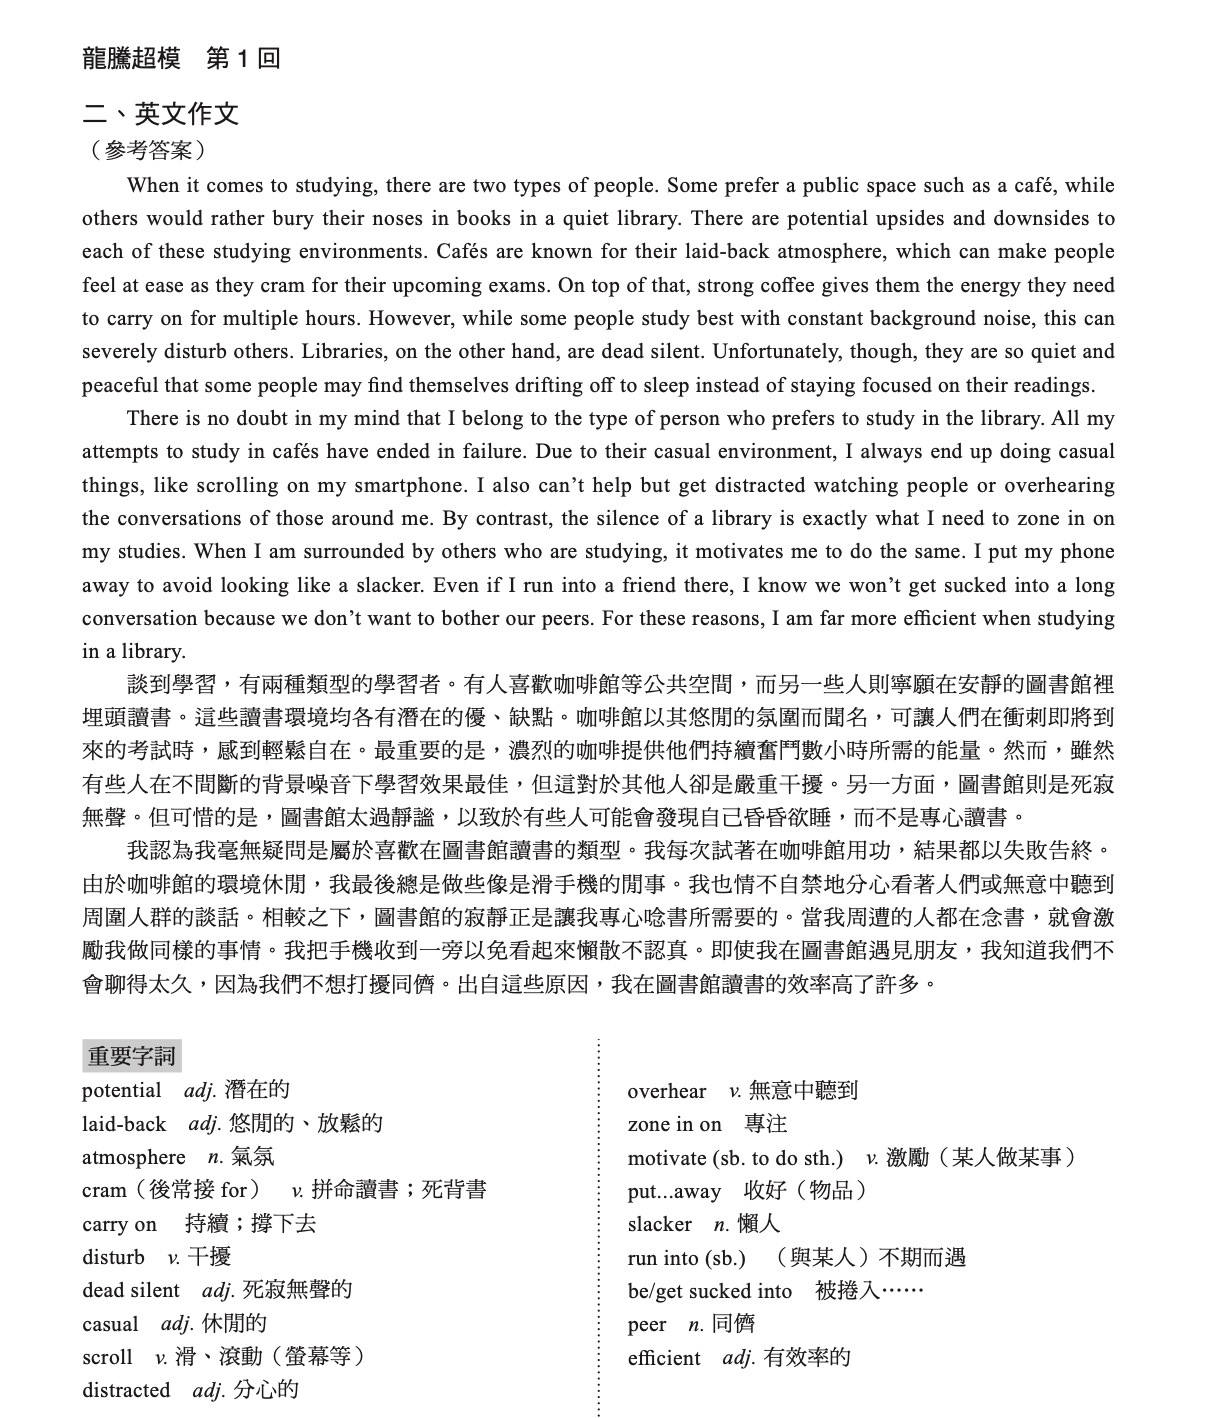 龍騰超模　第 1 回
二、英文作文
（參考答案）
When it comes to studying, there are two types of people. Some prefer a public space such as a café, while
others would rather bury their noses in books in a quiet library. There are potential upsides and downsides to
each of these studying environments. Cafés are known for their laid-back atmosphere, which can make people
feel at ease as they cram for their upcoming exams. On top of that, strong coffee gives them the energy they need
to carry on for multiple hours. However, while some people study best with constant background noise, this can
severely disturb others. Libraries, on the other hand, are dead silent. Unfortunately, though, they are so quiet and
peaceful that some people may find themselves drifting off to sleep instead of staying focused on their readings.
There is no doubt in my mind that I belong to the type of person who prefers to study in the library. All my
attempts to study in cafés have ended in failure. Due to their casual environment, I always end up doing casual
things, like scrolling on my smartphone. I also can’t help but get distracted watching people or overhearing
the conversations of those around me. By contrast, the silence of a library is exactly what I need to zone in on
my studies. When I am surrounded by others who are studying, it motivates me to do the same. I put my phone
away to avoid looking like a slacker. Even if I run into a friend there, I know we won’t get sucked into a long
conversation because we don’t want to bother our peers. For these reasons, I am far more efficient when studying
in a library.
談到學習，有兩種類型的學習者。有人喜歡咖啡館等公共空間，而另一些人則寧願在安靜的圖書館裡
埋頭讀書。這些讀書環境均各有潛在的優、缺點。咖啡館以其悠閒的氛圍而聞名，可讓人們在衝刺即將到
來的考試時，感到輕鬆自在。最重要的是，濃烈的咖啡提供他們持續奮鬥數小時所需的能量。然而，雖然
有些人在不間斷的背景噪音下學習效果最佳，但這對於其他人卻是嚴重干擾。另一方面，圖書館則是死寂
無聲。但可惜的是，圖書館太過靜謐，以致於有些人可能會發現自己昏昏欲睡，而不是專心讀書。
我認為我毫無疑問是屬於喜歡在圖書館讀書的類型。我每次試著在咖啡館用功，結果都以失敗告終。
由於咖啡館的環境休閒，我最後總是做些像是滑手機的閒事。我也情不自禁地分心看著人們或無意中聽到
周圍人群的談話。相較之下，圖書館的寂靜正是讓我專心唸書所需要的。當我周遭的人都在念書，就會激
勵我做同樣的事情。我把手機收到一旁以免看起來懶散不認真。即使我在圖書館遇見朋友，我知道我們不
會聊得太久，因為我們不想打擾同儕。出自這些原因，我在圖書館讀書的效率高了許多。
重要字詞
potential　adj. 潛在的
laid-back　adj. 悠閒的、放鬆的
atmosphere　n. 氣氛
cram（後常接 for）　v. 拼命讀書；死背書
carry on　持續；撐下去
disturb　v. 干擾
dead silent　adj. 死寂無聲的
casual　adj. 休閒的
scroll　v. 滑、滾動（螢幕等）
distracted　adj. 分心的
overhear　v. 無意中聽到
zone in on　專注
motivate (sb. to do sth.)　v. 激勵（某人做某事）
put...away　收好（物品）
slacker　n. 懶人
run into (sb.)　（與某人）不期而遇
be/get sucked into　被捲入……
peer　n. 同儕
efficient　adj. 有效率的